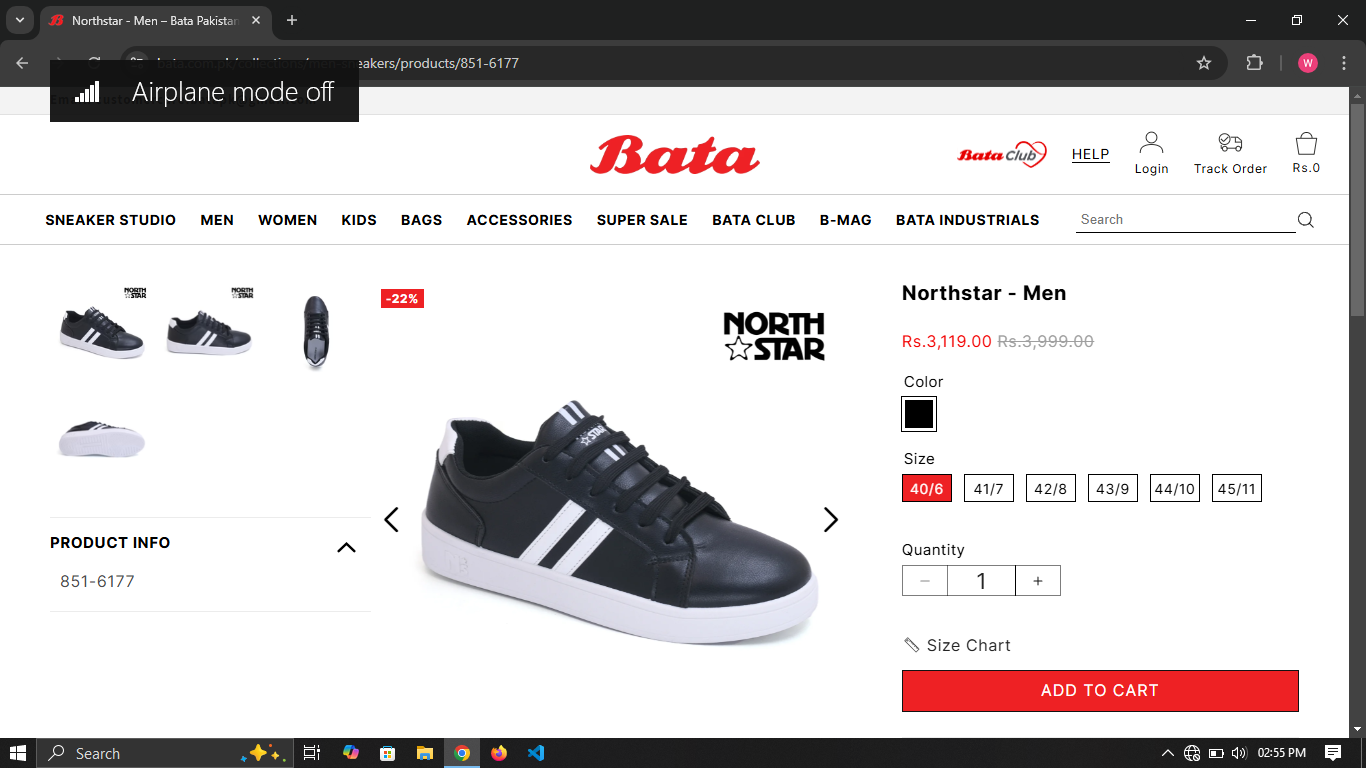 Northstar - Men – Bata Pakistan
akers/products/851-6177
W
Airplane mode off
Bata
Bata Club
HELP
Login
Track Order
Rs.0
SNEAKER STUDIO
MEN
WOMEN
KIDS
BAGS
ACCESSORIES
SUPER SALE
BATA CLUB
B-MAG
BATA INDUSTRIALS
Search
-22%
NORTH
STAR
NORTH
STAR
NORTH
STAR
STAR
PRODUCT INFO
851-6177
Northstar - Men
Rs.3,119.00 Rs.3,999.00
Color
Size
40/6 41/7 42/8 43/9 44/10 45/11
Quantity
− 1 +
Size Chart
ADD TO CART
Search
02:55 PM